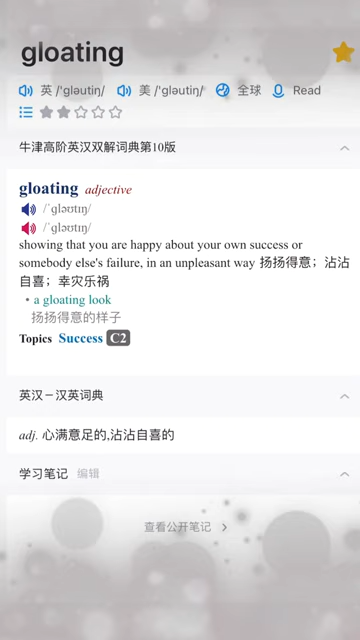 gloating
英 /'gləutiŋ/ 美 /'gləutiŋ/ 全球 Read
牛津高阶英汉双解词典第10版
gloating adjective
/ˈɡləʊtɪŋ/
/ˈɡləʊtɪŋ/
showing that you are happy about your own success or
somebody else's failure, in an unpleasant way 扬扬得意；沾沾
自喜；幸灾乐祸
• a gloating look
扬扬得意的样子
Topics Success C2
英汉－汉英词典
adj. 心满意足的,沾沾自喜的
学习笔记 编辑
查看公开笔记